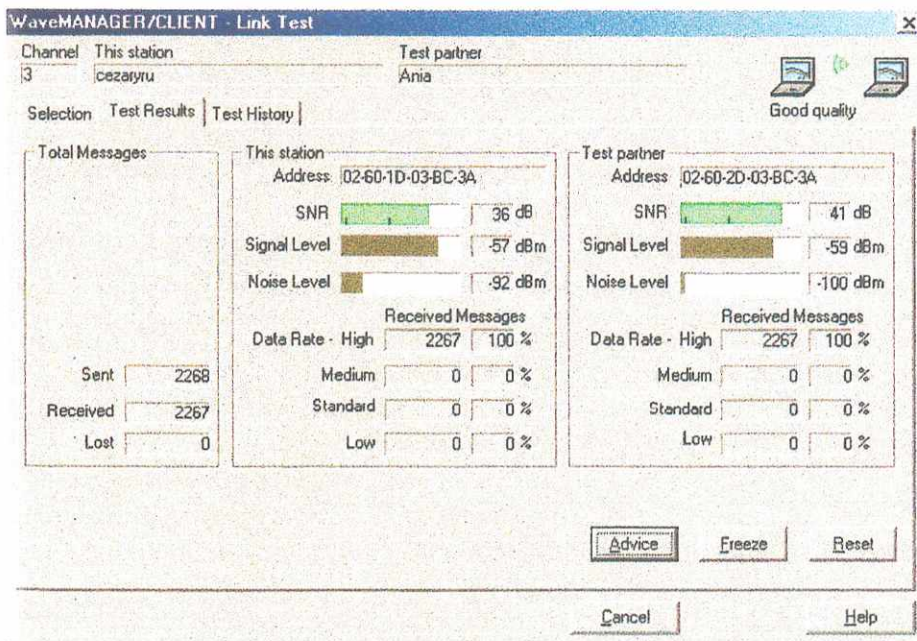 WaveMANAGER/CLIENT - Link Test
Channel This station Test partner
3 cezaryru Ania
Good quality
Selection Test Results Test History
Total Messages
Sent 2268
Received 2267
Lost 0
This station
Address 02-60-1D-03-BC-3A
SNR 36 dB
Signal Level -57 dBm
Noise Level -92 dBm
Received Messages
Data Rate - High 2267 100 %
Medium 0 0 %
Standard 0 0 %
Low 0 0 %
Test partner
Address 02-60-2D-03-BC-3A
SNR 41 dB
Signal Level -59 dBm
Noise Level -100 dBm
Received Messages
Data Rate - High 2267 100 %
Medium 0 0 %
Standard 0 0 %
Low 0 0 %
Advice Freeze Reset
Cancel Help